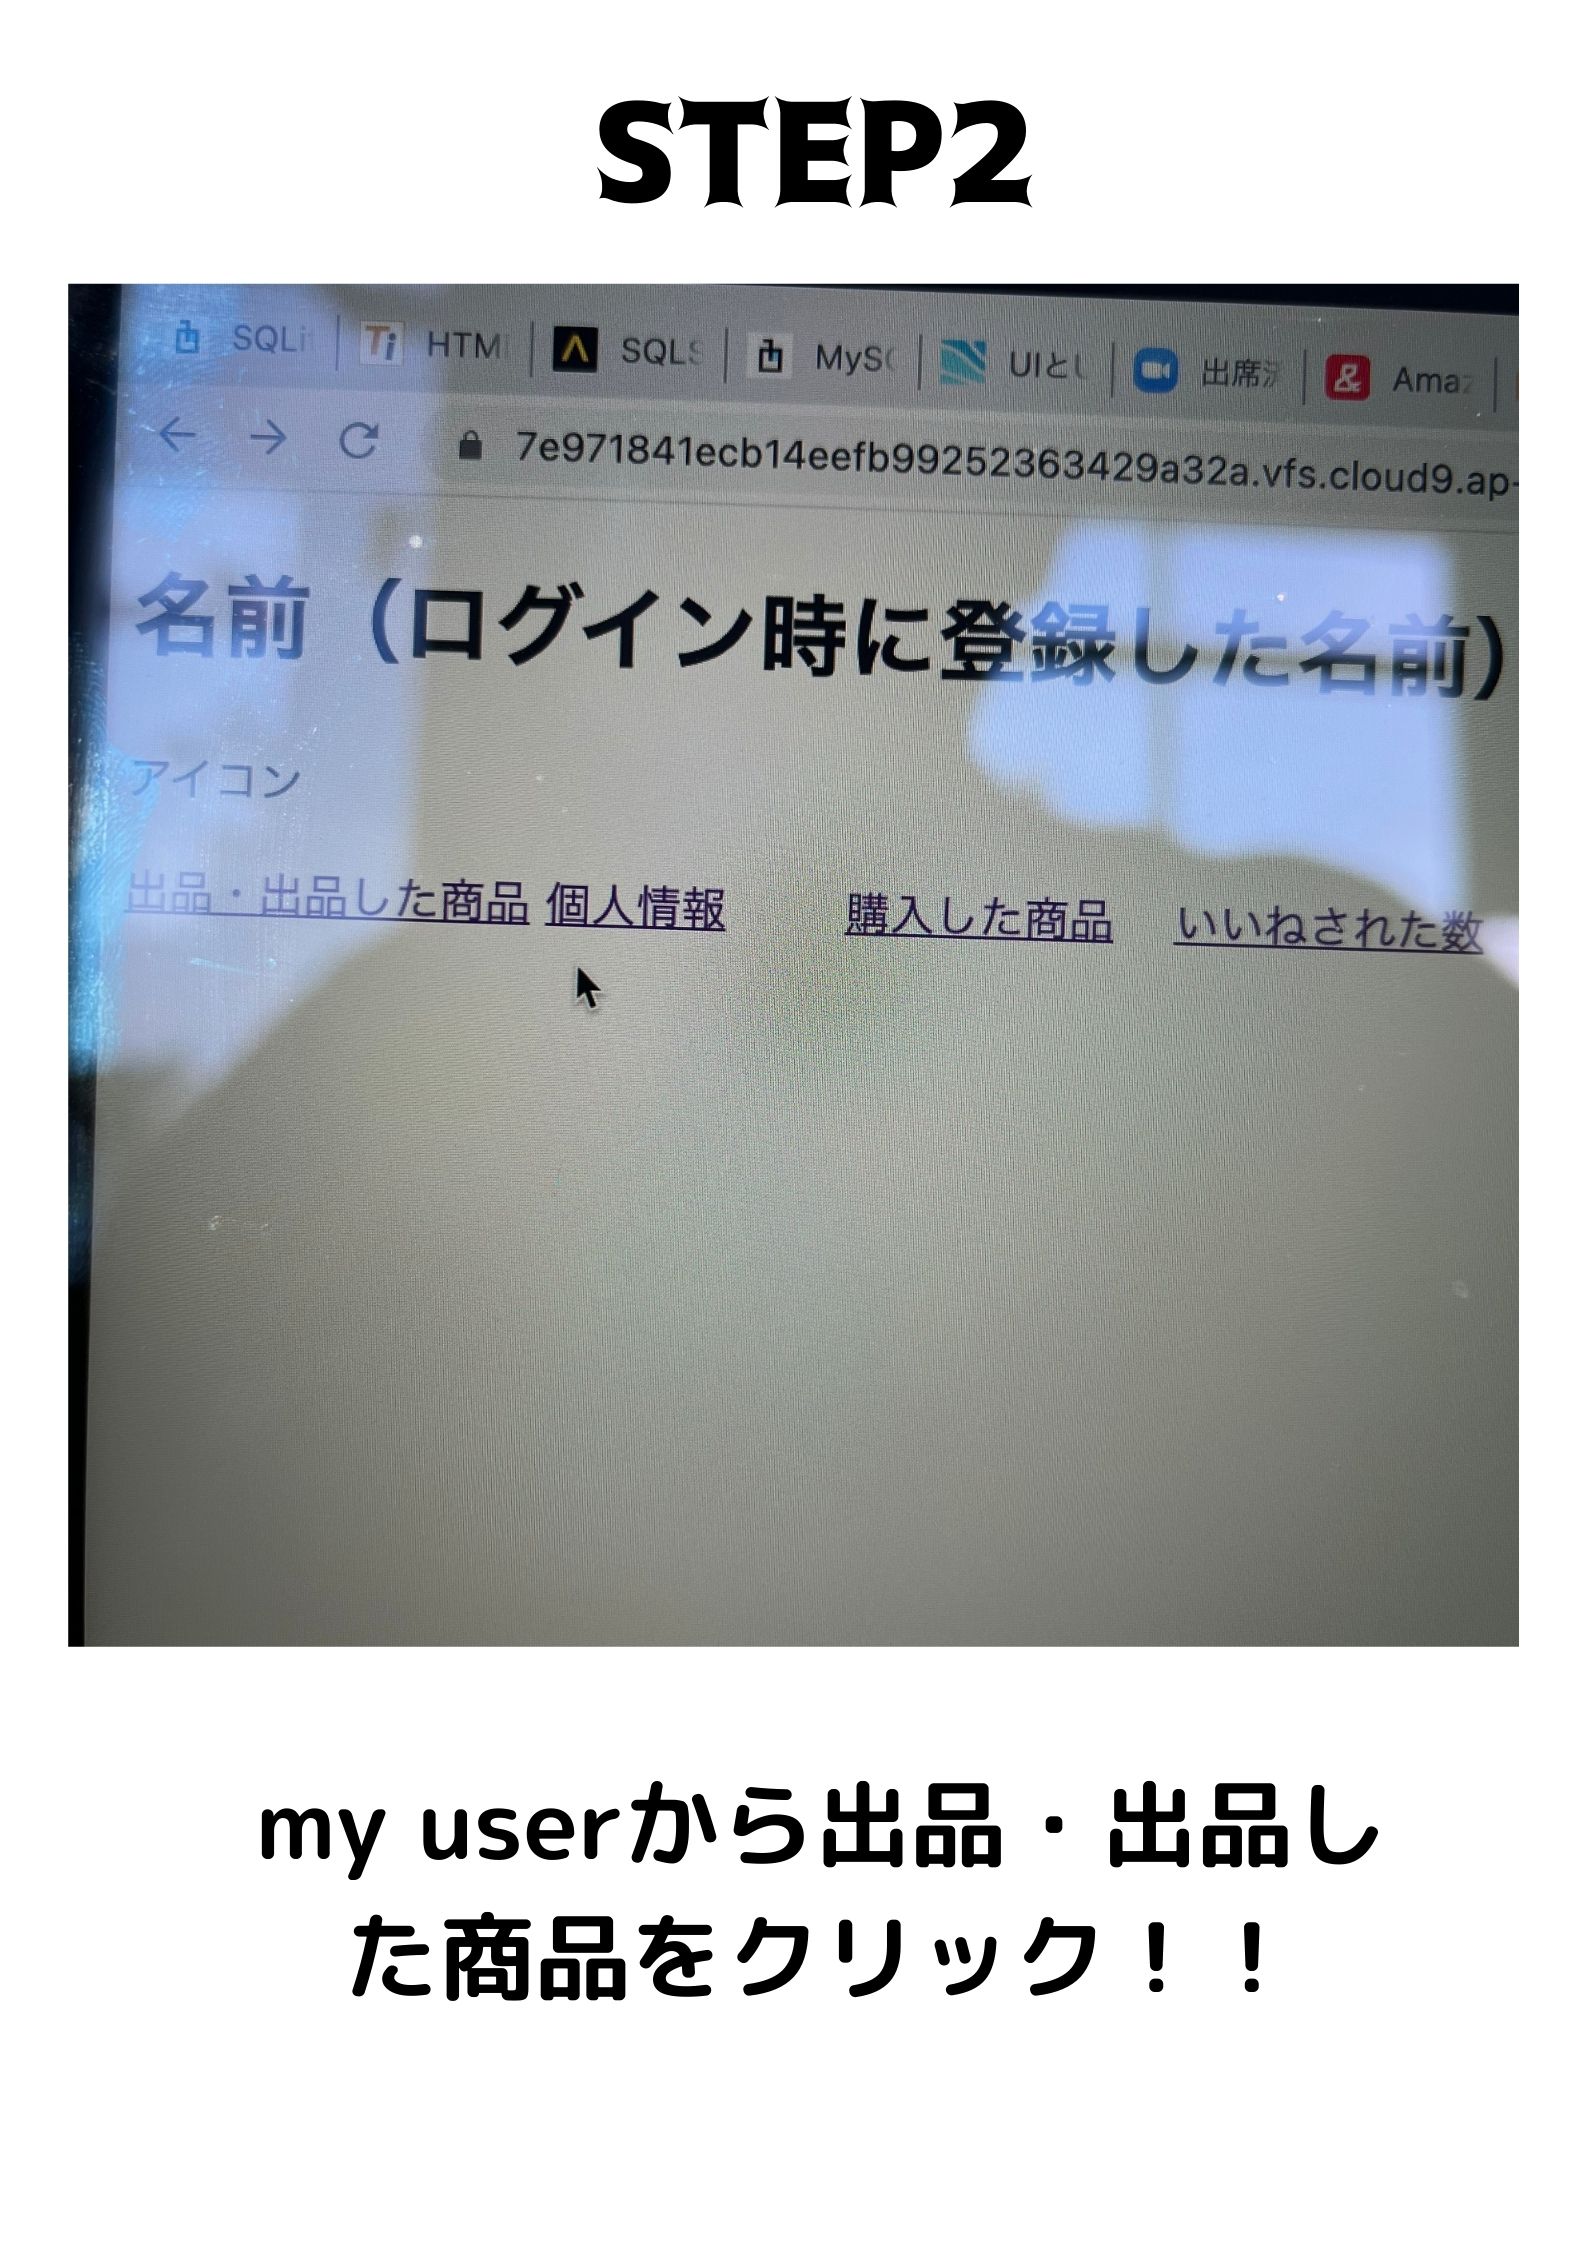 STEP2
SQLi HTM SQLS MyS UIとし 出席 Ama
7e971841ecb14eefb99252363429a32a.vfs.cloud9.ap-
名前（ログイン時に登録した名前）
アイコン
出品・出品した商品 個人情報 購入した商品 いいねされた数
my userから出品・出品し
た商品をクリック！！